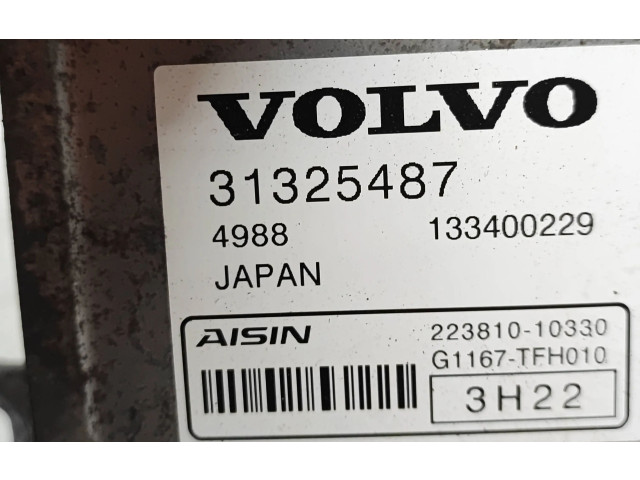 VOLVO
31325487
4988 133400229
JAPAN
AISIN 223810-10330
G1167-TFH010
3H22